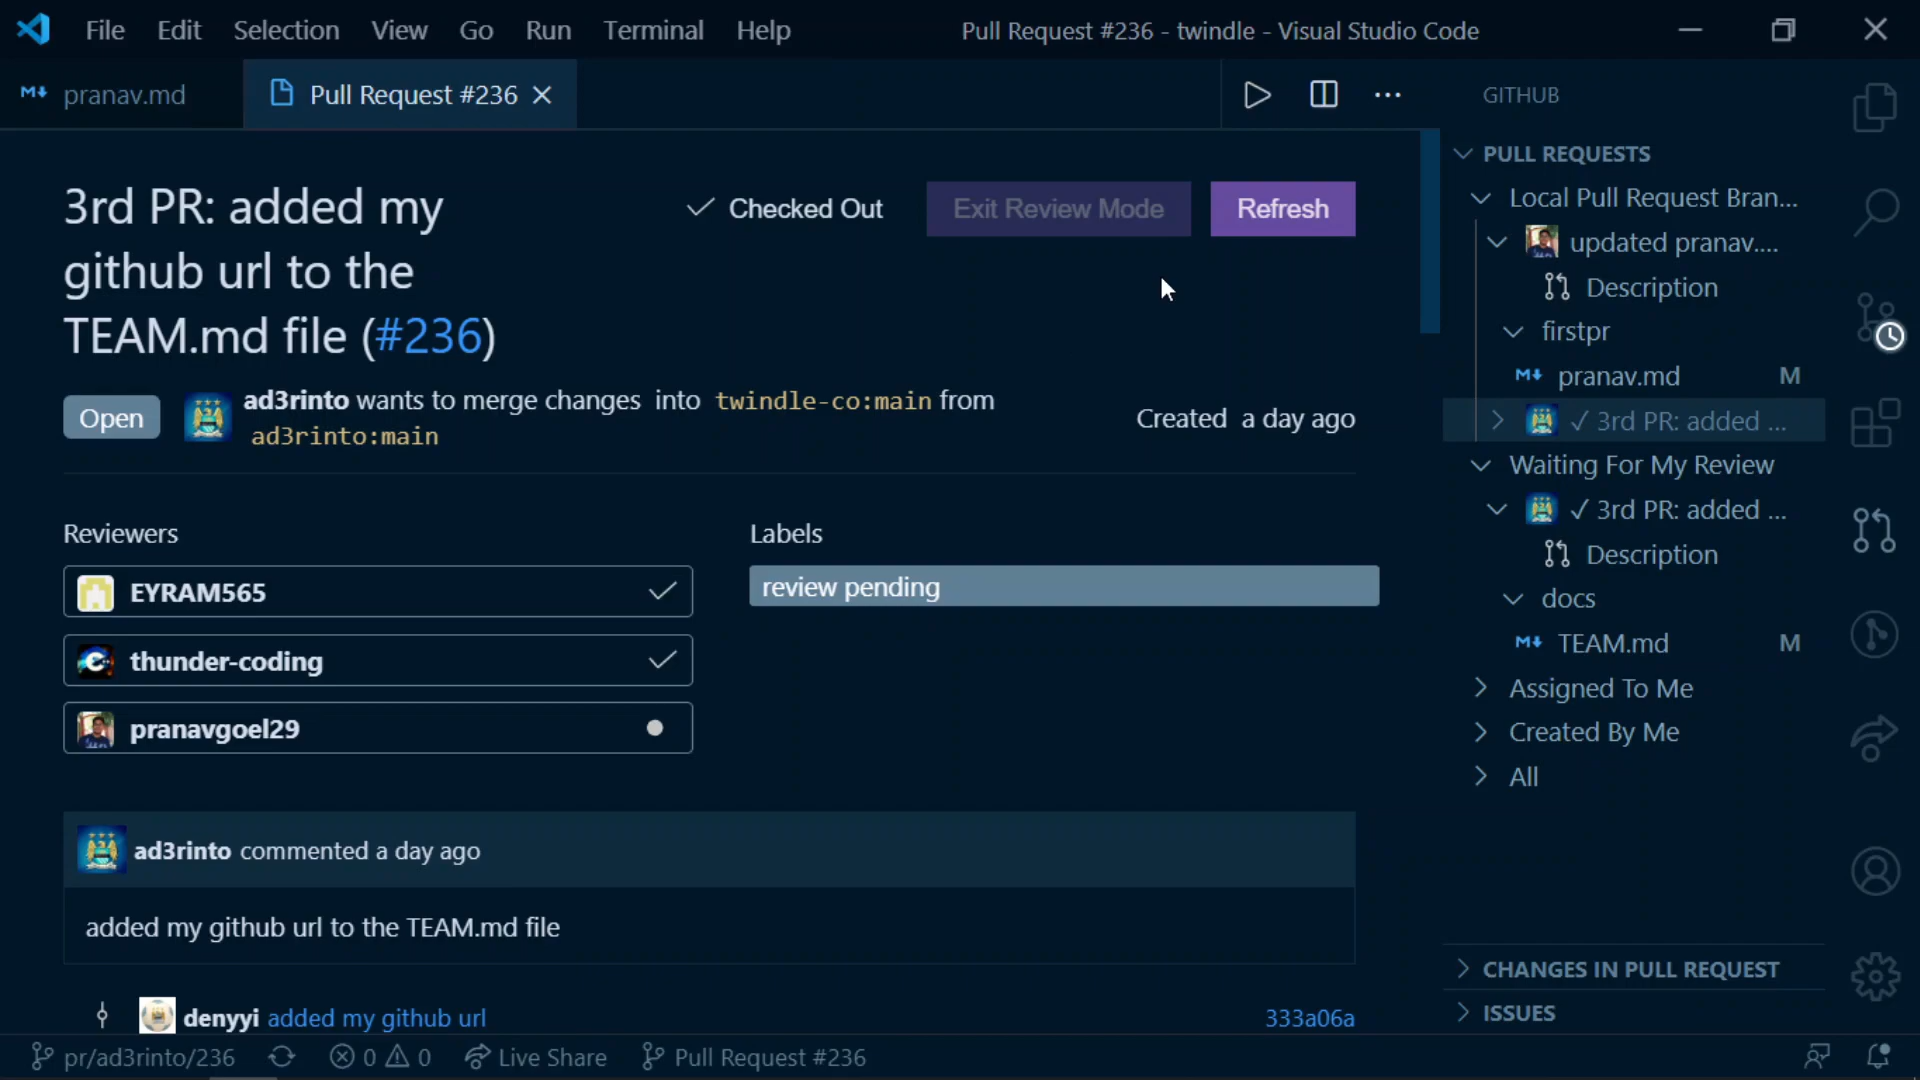 File Edit Selection View Go Run Terminal Help
Pull Request #236 - twindle - Visual Studio Code
pranav.md
Pull Request #236
3rd PR: added my
github url to the
TEAM.md file (#236)
Checked Out
Exit Review Mode
Refresh
Open
ad3rinto wants to merge changes into twindle-co:main from
ad3rinto:main
Created a day ago
Reviewers
EYRAM565
thunder-coding
pranavgoel29
Labels
review pending
ad3rinto commented a day ago
added my github url to the TEAM.md file
denyyi added my github url
333a06a
GITHUB
PULL REQUESTS
Local Pull Request Bran...
updated pranav....
Description
firstpr
pranav.md M
✓ 3rd PR: added ...
Waiting For My Review
✓ 3rd PR: added ...
Description
docs
TEAM.md M
Assigned To Me
Created By Me
All
CHANGES IN PULL REQUEST
ISSUES
pr/ad3rinto/236
0
0
Live Share
Pull Request #236